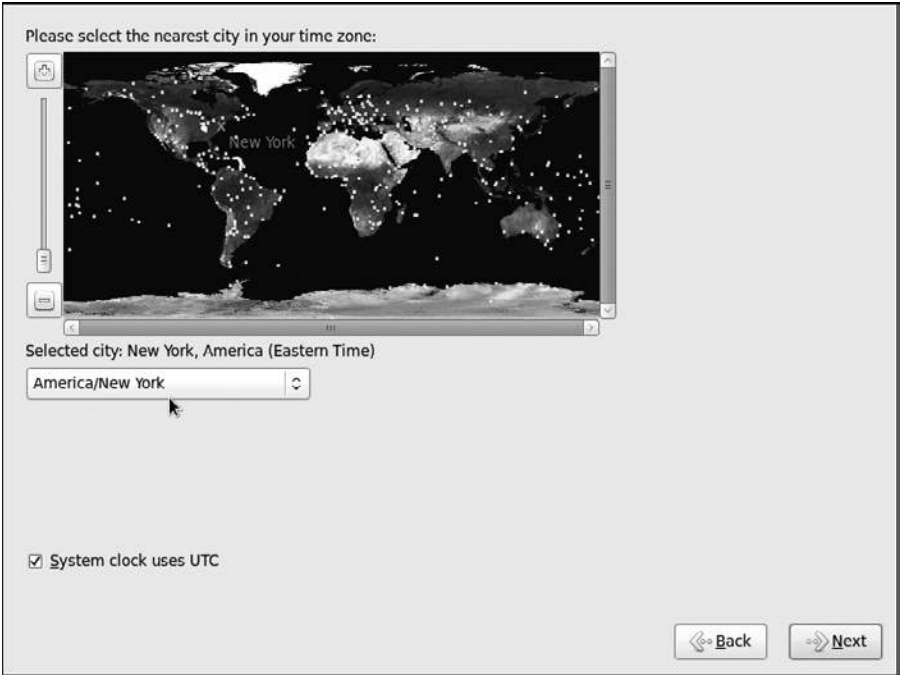 Please select the nearest city in your time zone:
New York
Selected city: New York, America (Eastern Time)
America/New York
System clock uses UTC
Back
Next